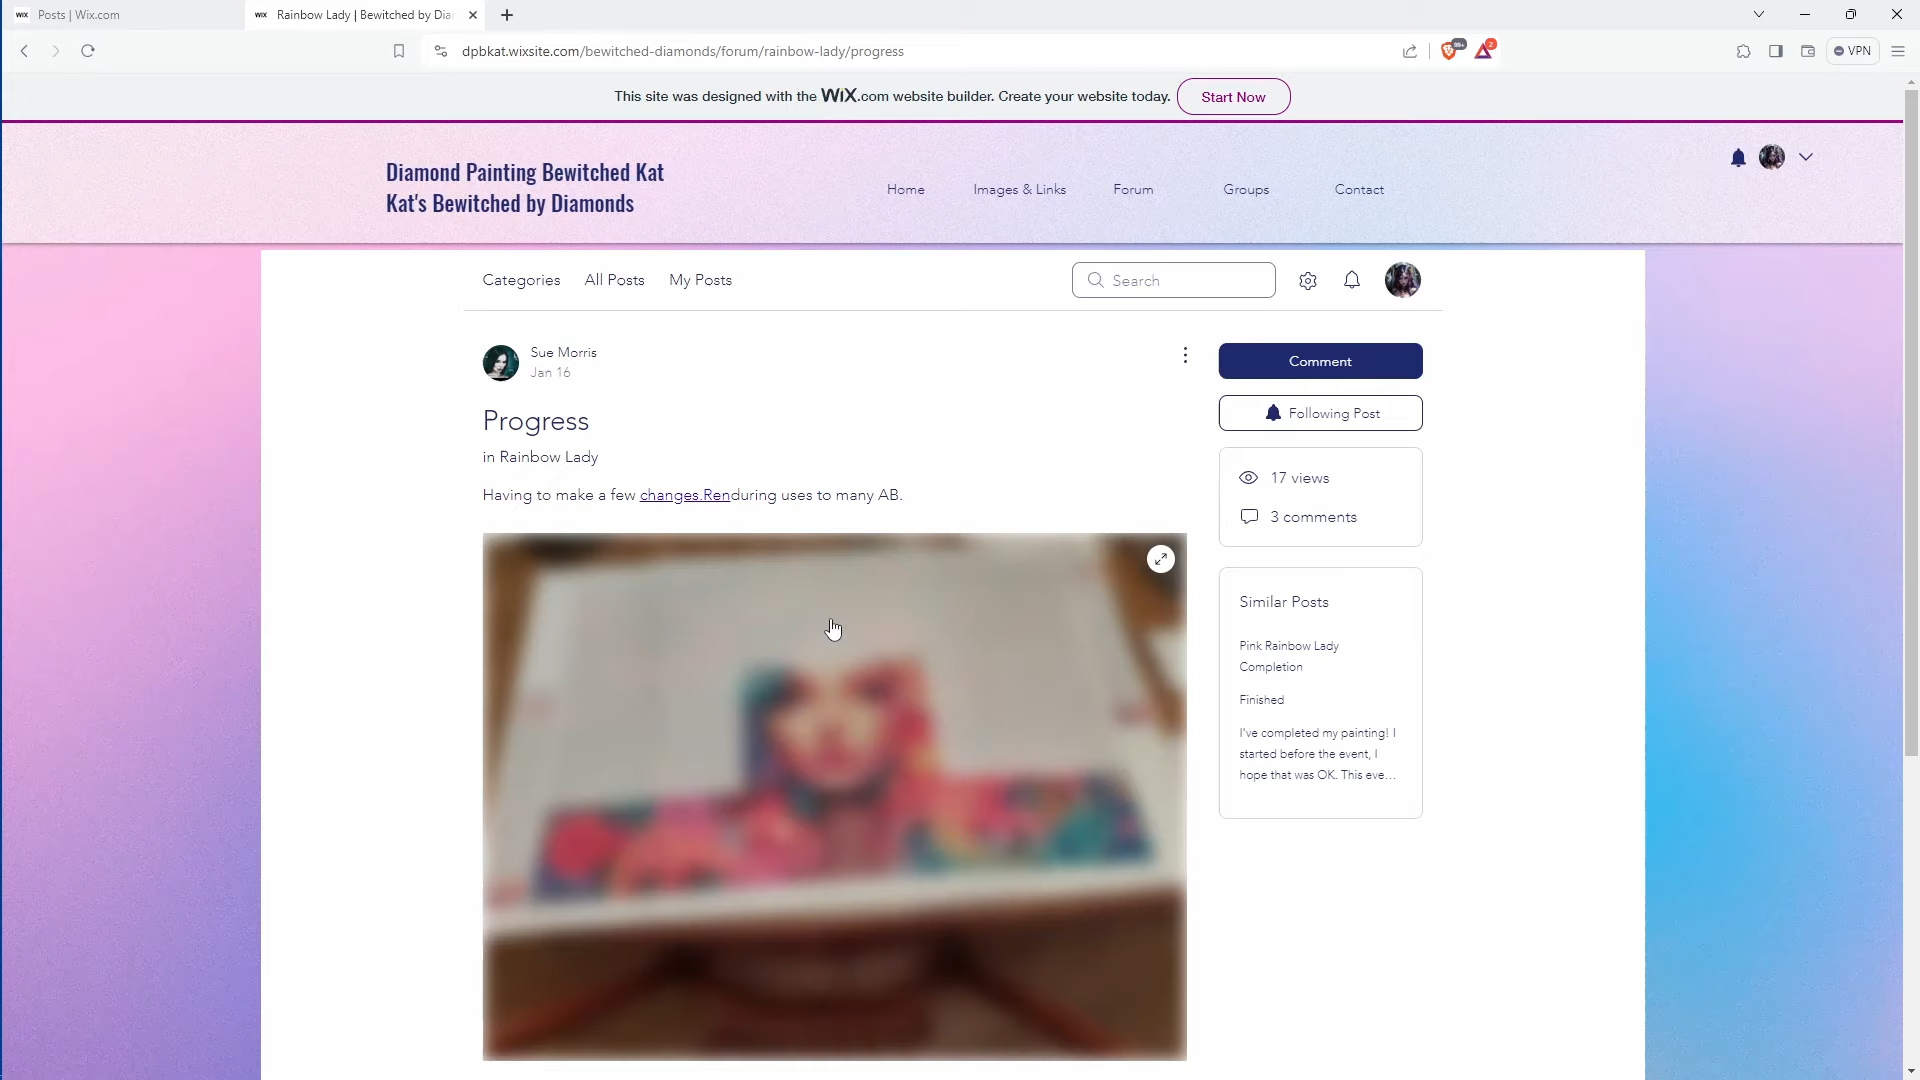 WiX Posts | Wix.com
WiX Rainbow Lady | Bewitched by Dia
dpbkat.wixsite.com/bewitched-diamonds/forum/rainbow-lady/progress
99+
2
VPN
This site was designed with the WiX.com website builder. Create your website today.
Start Now
Diamond Painting Bewitched Kat
Kat's Bewitched by Diamonds
Home
Images & Links
Forum
Groups
Contact
Categories
All Posts
My Posts
Search
Sue Morris
Jan 16
Comment
Following Post
Progress
in Rainbow Lady
Having to make a few changes.Renduring uses to many AB.
17 views
3 comments
Similar Posts
Pink Rainbow Lady
Completion
Finished
I've completed my painting! I
started before the event, I
hope that was OK. This eve...